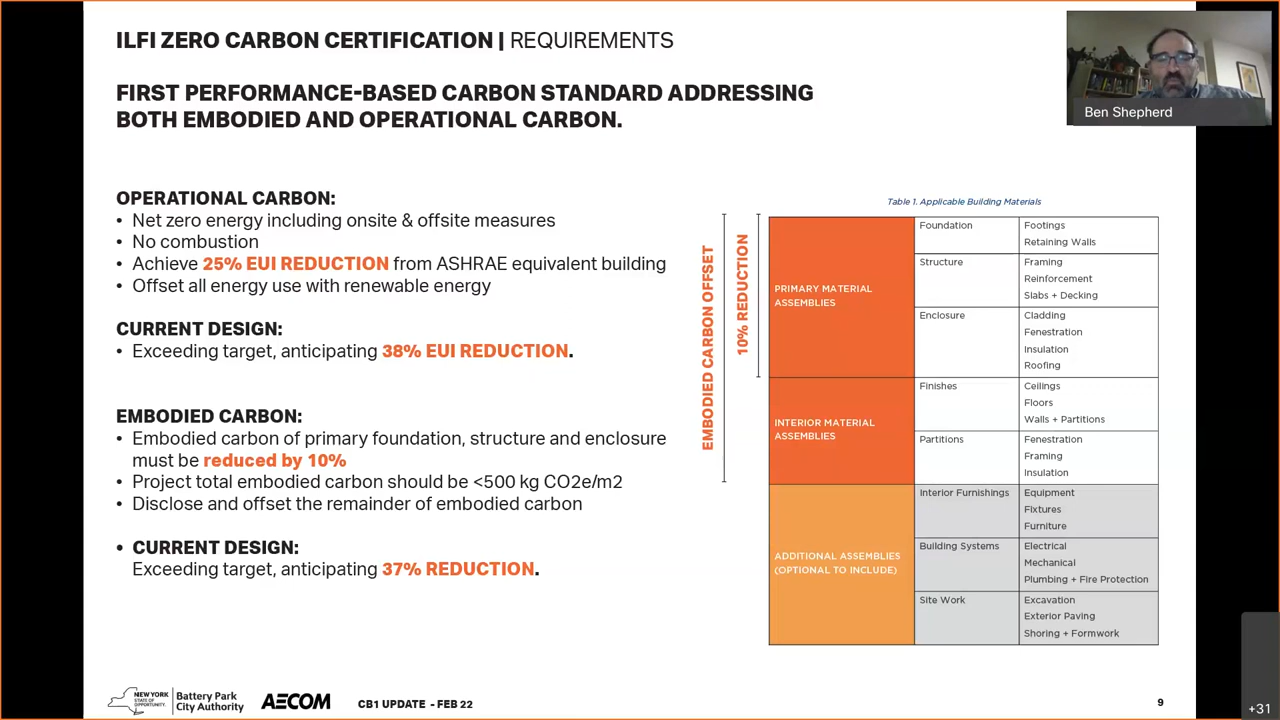 ILFI ZERO CARBON CERTIFICATION | REQUIREMENTS
FIRST PERFORMANCE-BASED CARBON STANDARD ADDRESSING
BOTH EMBODIED AND OPERATIONAL CARBON.
Ben Shepherd
OPERATIONAL CARBON:
• Net zero energy including onsite & offsite measures
• No combustion
• Achieve 25% EUI REDUCTION from ASHRAE equivalent building
• Offset all energy use with renewable energy
CURRENT DESIGN:
• Exceeding target, anticipating 38% EUI REDUCTION.
EMBODIED CARBON:
• Embodied carbon of primary foundation, structure and enclosure
must be reduced by 10%
• Project total embodied carbon should be <500 kg CO2e/m2
• Disclose and offset the remainder of embodied carbon
• CURRENT DESIGN:
Exceeding target, anticipating 37% REDUCTION.
EMBODIED CARBON OFFSET
10% REDUCTION
Table 1. Applicable Building Materials
PRIMARY MATERIAL
ASSEMBLIES
Foundation
Footings
Retaining Walls
Structure
Framing
Reinforcement
Slabs + Decking
Enclosure
Cladding
Fenestration
Insulation
Roofing
INTERIOR MATERIAL
ASSEMBLIES
Finishes
Ceilings
Floors
Walls + Partitions
Partitions
Fenestration
Framing
Insulation
ADDITIONAL ASSEMBLIES
(OPTIONAL TO INCLUDE)
Interior Furnishings
Equipment
Fixtures
Furniture
Building Systems
Electrical
Mechanical
Plumbing + Fire Protection
Site Work
Excavation
Exterior Paving
Shoring + Formwork
NEW YORK
STATE OF
OPPORTUNITY.
Battery Park
City Authority
AECOM
CB1 UPDATE - FEB 22
9
+31